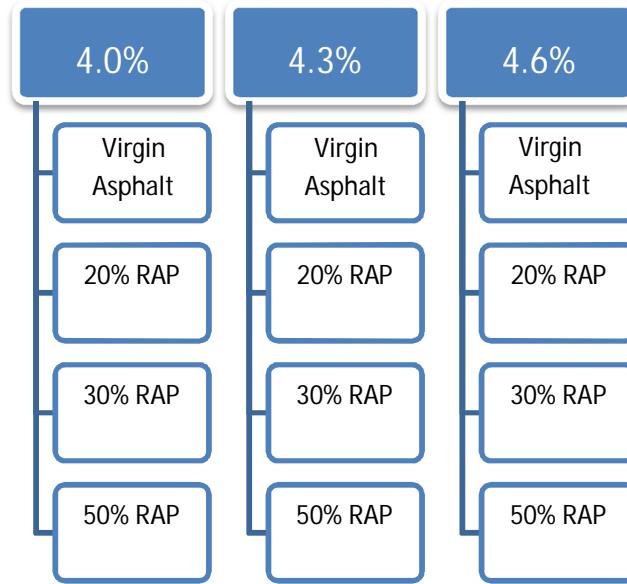 4.0%
Virgin
Asphalt
20% RAP
30% RAP
50% RAP
4.3%
Virgin
Asphalt
20% RAP
30% RAP
50% RAP
4.6%
Virgin
Asphalt
20% RAP
30% RAP
50% RAP